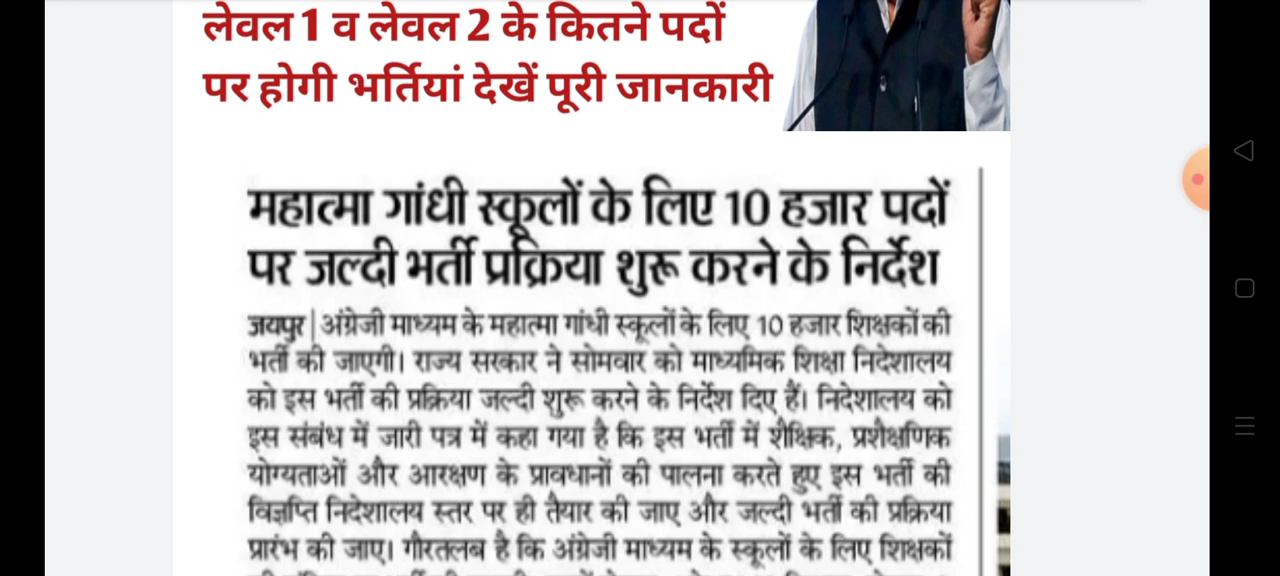 लेवल 1 व लेवल 2 के कितने पदों
पर होगी भर्तियां देखें पूरी जानकारी
महात्मा गांधी स्कूलों के लिए 10 हजार पदों
पर जल्दी भर्ती प्रक्रिया शुरू करने के निर्देश
जयपुर | अंग्रेजी माध्यम के महात्मा गांधी स्कूलों के लिए 10 हजार शिक्षकों की
भर्ती की जाएगी। राज्य सरकार ने सोमवार को माध्यमिक शिक्षा निदेशालय
को इस भर्ती की प्रक्रिया जल्दी शुरू करने के निर्देश दिए हैं। निदेशालय को
इस संबंध में जारी पत्र में कहा गया है कि इस भर्ती में शैक्षिक, प्रशैक्षणिक
योग्यताओं और आरक्षण के प्रावधानों की पालना करते हुए इस भर्ती की
विज्ञप्ति निदेशालय स्तर पर ही तैयार की जाए और जल्दी भर्ती की प्रक्रिया
प्रारंभ की जाए। गौरतलब है कि अंग्रेजी माध्यम के स्कूलों के लिए शिक्षकों